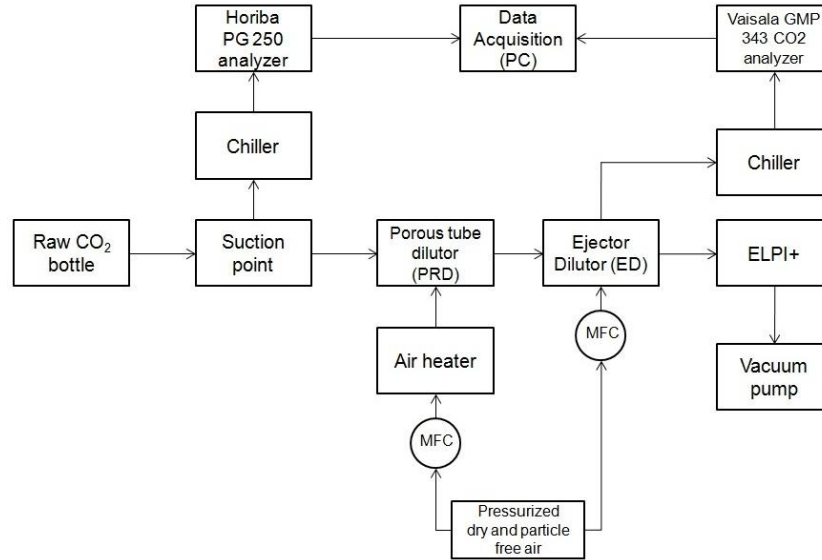 Horiba
PG 250
analyzer
Data
Acquisition
(PC)
Vaisala GMP
343 CO2
analyzer
Chiller
Chiller
Raw CO₂
bottle
Suction
point
Porous tube
dilutor
(PRD)
Ejector
Dilutor (ED)
ELPI+
Air heater
MFC
Vacuum
pump
MFC
Pressurized
dry and particle
free air